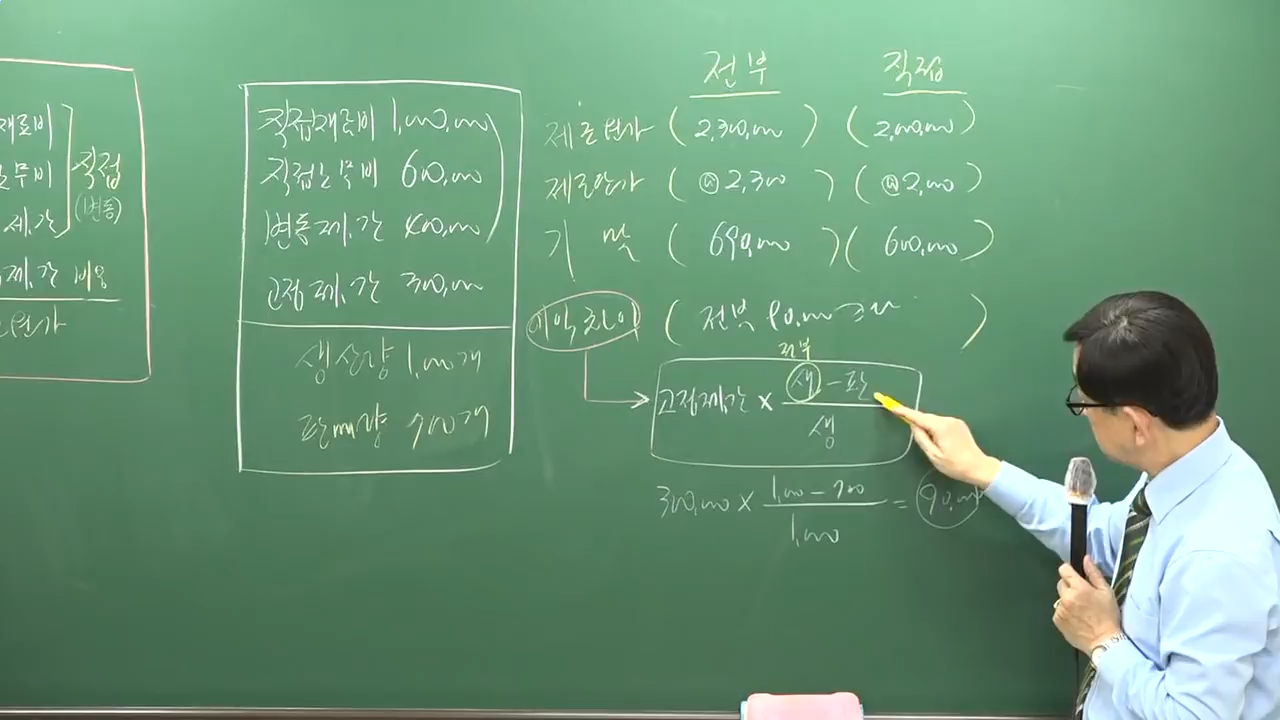 재료비
노무비
제.간
직접
(변동)
제.간 비용
원가
직접재료비 1,000,000
직접노무비 600,000
변동제.간 400,000
고정제.간 300,000
생산량 1,000개
판매량 700개
전부 직접
제조원가 ( 2,300,000 ) ( 2,000,000 )
제조단가 ( @2,300 ) ( @2,000 )
기말 ( 690,000 ) ( 600,000 )
이익차이 ( 전부 90,000 )
전부
고정제.간 × 생 - 판
생
300,000 × 1,000 - 700 = 90,000
1,000